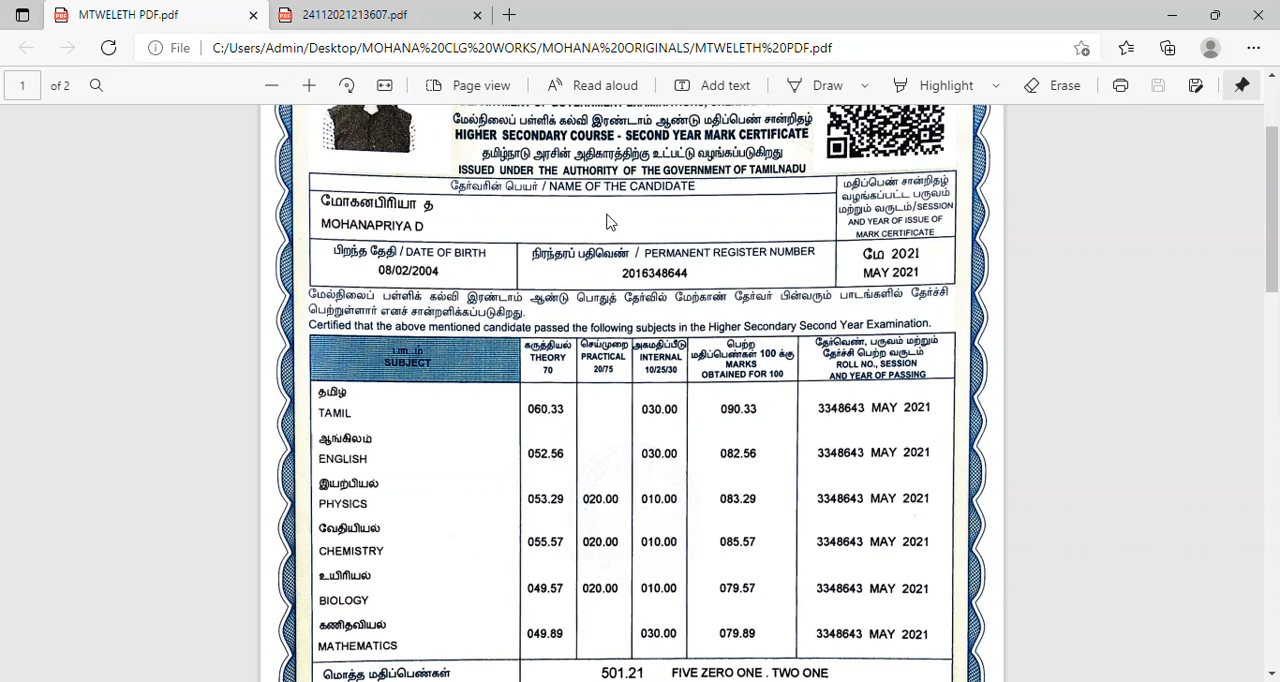 MTWELETH PDF.pdf
24112021213607.pdf
File
C:/Users/Admin/Desktop/MOHANA%20CLG%20WORKS/MOHANA%20ORIGINALS/MTWELETH%20PDF.pdf
1 of 2
Page view
Read aloud
Add text
Draw
Highlight
Erase
மேல்நிலைப் பள்ளிக் கல்வி இரண்டாம் ஆண்டு மதிப்பெண் சான்றிதழ்
HIGHER SECONDARY COURSE - SECOND YEAR MARK CERTIFICATE
தமிழ்நாடு அரசின் அதிகாரத்திற்கு உட்பட்டு வழங்கப்படுகிறது
ISSUED UNDER THE AUTHORITY OF THE GOVERNMENT OF TAMILNADU
தேர்வரின் பெயர் / NAME OF THE CANDIDATE
மோகனபிரியா த
MOHANAPRIYA D
மதிப்பெண் சான்றிதழ்
வழங்கப்பட்ட பருவம்
மற்றும் வருடம்/SESSION
AND YEAR OF ISSUE OF
MARK CERTIFICATE
பிறந்த தேதி / DATE OF BIRTH
08/02/2004
நிரந்தரப் பதிவெண் / PERMANENT REGISTER NUMBER
2016348644
மே 2021
MAY 2021
மேல்நிலைப் பள்ளிக் கல்வி இரண்டாம் ஆண்டு பொதுத் தேர்வில் மேற்காண் தேர்வர் பின்வரும் பாடங்களில் தேர்ச்சி
பெற்றுள்ளார் எனச் சான்றளிக்கப்படுகிறது.
Certified that the above mentioned candidate passed the following subjects in the Higher Secondary Second Year Examination.
பாடம்
SUBJECT
கருத்தியல்
THEORY
70
செய்முறை
PRACTICAL
20/75
அகமதிப்பீடு
INTERNAL
10/25/30
பெற்ற
மதிப்பெண்கள் 100 க்கு
MARKS
OBTAINED FOR 100
தேர்வெண், பருவம் மற்றும்
தேர்ச்சி பெற்ற வருடம்
ROLL NO., SESSION
AND YEAR OF PASSING
தமிழ்
TAMIL 060.33 030.00 090.33 3348643 MAY 2021
ஆங்கிலம்
ENGLISH 052.56 030.00 082.56 3348643 MAY 2021
இயற்பியல்
PHYSICS 053.29 020.00 010.00 083.29 3348643 MAY 2021
வேதியியல்
CHEMISTRY 055.57 020.00 010.00 085.57 3348643 MAY 2021
உயிரியல்
BIOLOGY 049.57 020.00 010.00 079.57 3348643 MAY 2021
கணிதவியல்
MATHEMATICS 049.89 030.00 079.89 3348643 MAY 2021
மொத்த மதிப்பெண்கள் 501.21 FIVE ZERO ONE . TWO ONE